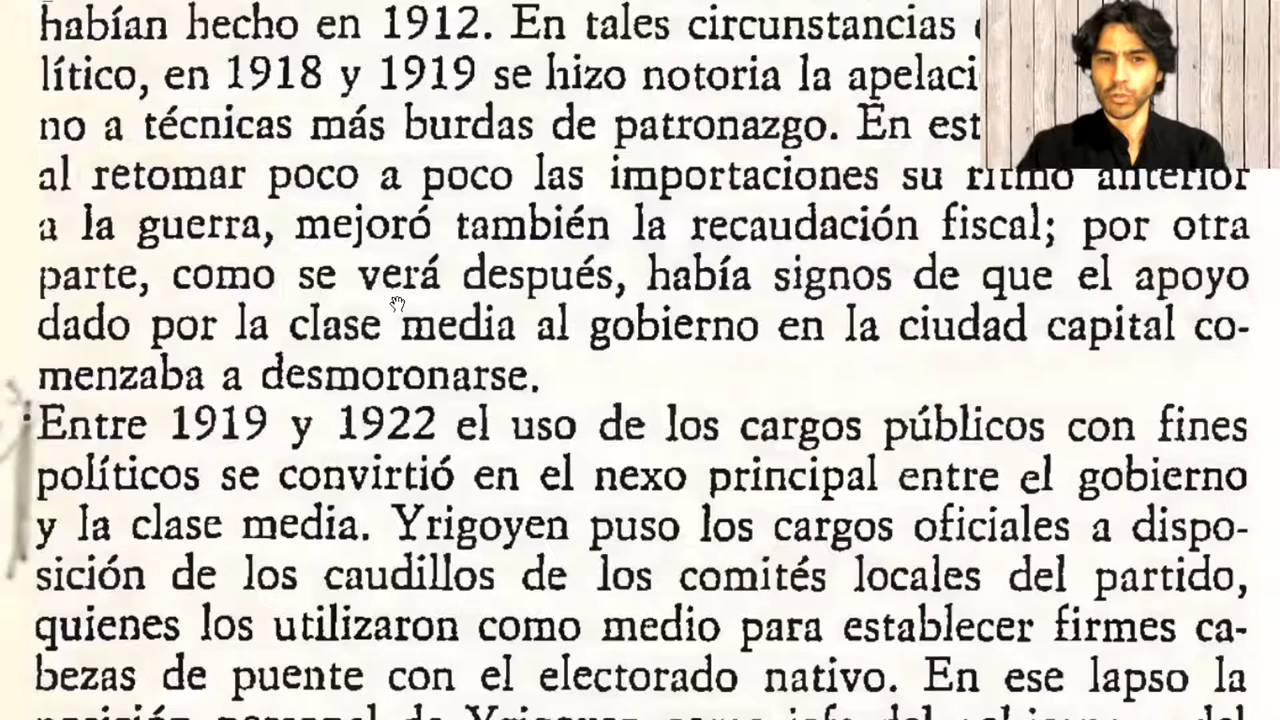 habían hecho en 1912. En tales circunstancias
lítico, en 1918 y 1919 se hizo notoria la
no a técnicas más burdas de patronazgo. En
al retomar poco a poco las importaciones su ritmo anterior
a la guerra, mejoró también la recaudación fiscal; por otra
parte, como se verá después, había signos de que el apoyo
dado por la clase media al gobierno en la ciudad capital co-
menzaba a desmoronarse.
Entre 1919 y 1922 el uso de los cargos públicos con fines
políticos se convirtió en el nexo principal entre el gobierno
y la clase media. Yrigoyen puso los cargos oficiales a dispo-
sición de los caudillos de los comités locales del partido,
quienes los utilizaron como medio para establecer firmes ca-
bezas de puente con el electorado nativo. En ese lapso la